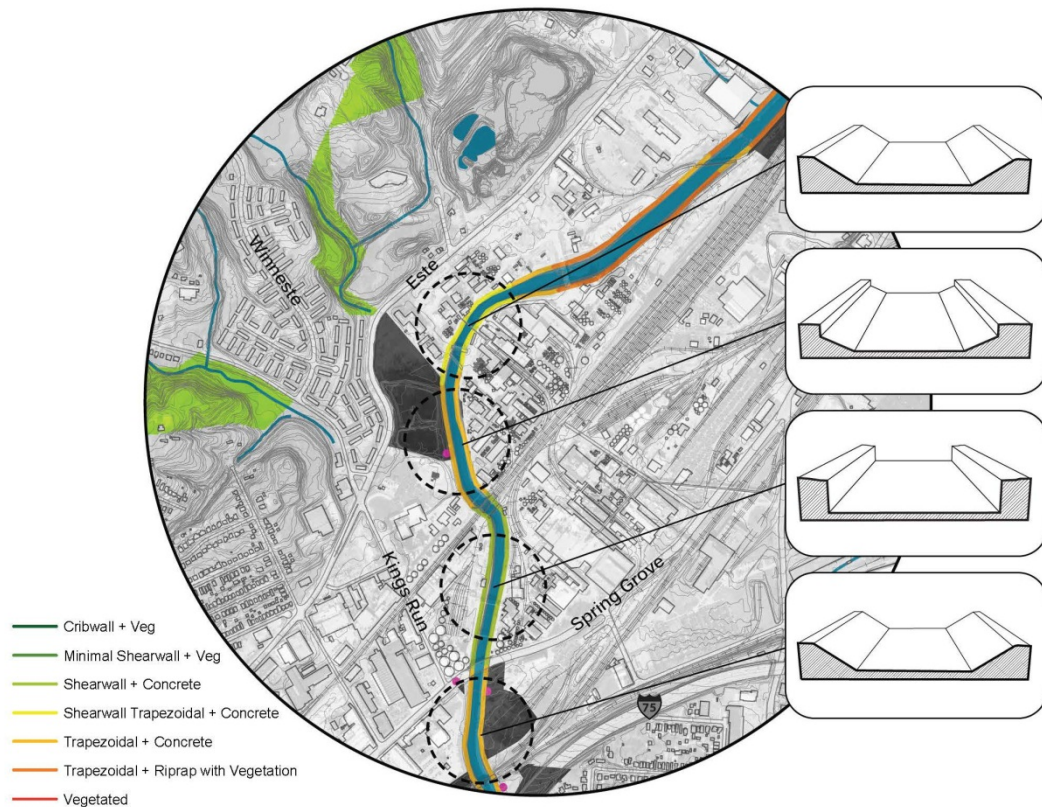 Winneste
Este
Kings Run
Spring Grove
75
Cribwall + Veg
Minimal Shearwall + Veg
Shearwall + Concrete
Shearwall Trapezoidal + Concrete
Trapezoidal + Concrete
Trapezoidal + Riprap with Vegetation
Vegetated